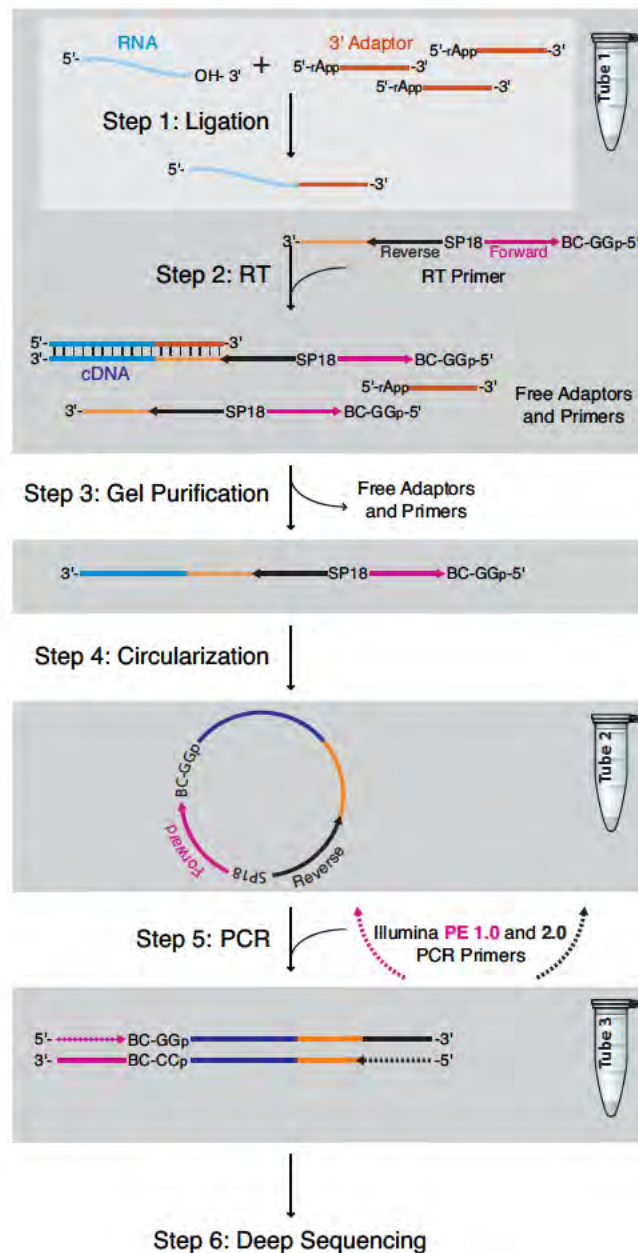 RNA
3' Adaptor
5'-
OH- 3'
+
5'-rApp -3'
5'-rApp -3'
5'-rApp -3'
Tube 1
Step 1: Ligation
5'- -3'
3'- Reverse SP18 Forward BC-GGp-5'
Step 2: RT
RT Primer
5'- -3'
3'- SP18 BC-GGp-5'
cDNA
5'-rApp -3'
3'- SP18 BC-GGp-5'
Free Adaptors
and Primers
Step 3: Gel Purification
Free Adaptors
and Primers
3'- SP18 BC-GGp-5'
Step 4: Circularization
BC-GGp
Forward
SP18
Reverse
Tube 2
Step 5: PCR
Illumina PE 1.0 and 2.0
PCR Primers
5'- BC-GGp -3'
3'- BC-CCp -5'
Tube 3
Step 6: Deep Sequencing